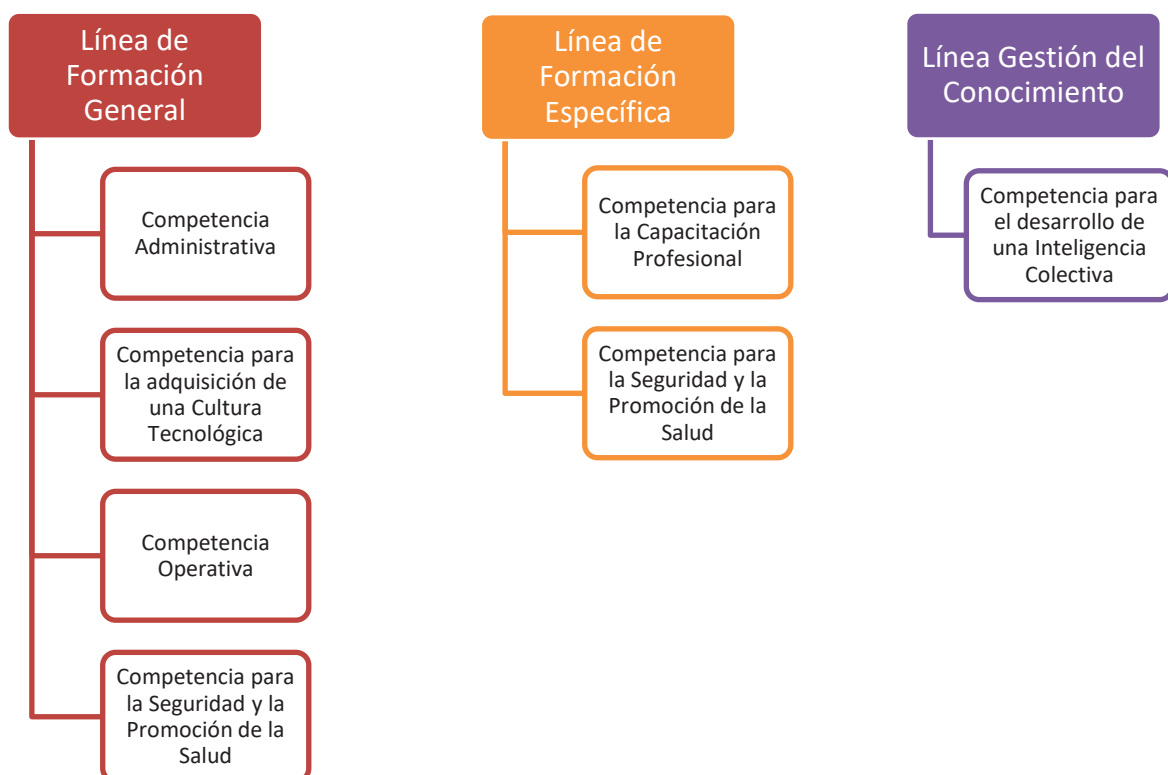 Línea de
Formación
General
Competencia
Administrativa
Competencia para
la adquisición de
una Cultura
Tecnológica
Competencia
Operativa
Competencia para
la Seguridad y la
Promoción de la
Salud
Línea de
Formación
Específica
Competencia para
la Capacitación
Profesional
Competencia para
la Seguridad y la
Promoción de la
Salud
Línea Gestión del
Conocimiento
Competencia para
el desarrollo de
una Inteligencia
Colectiva